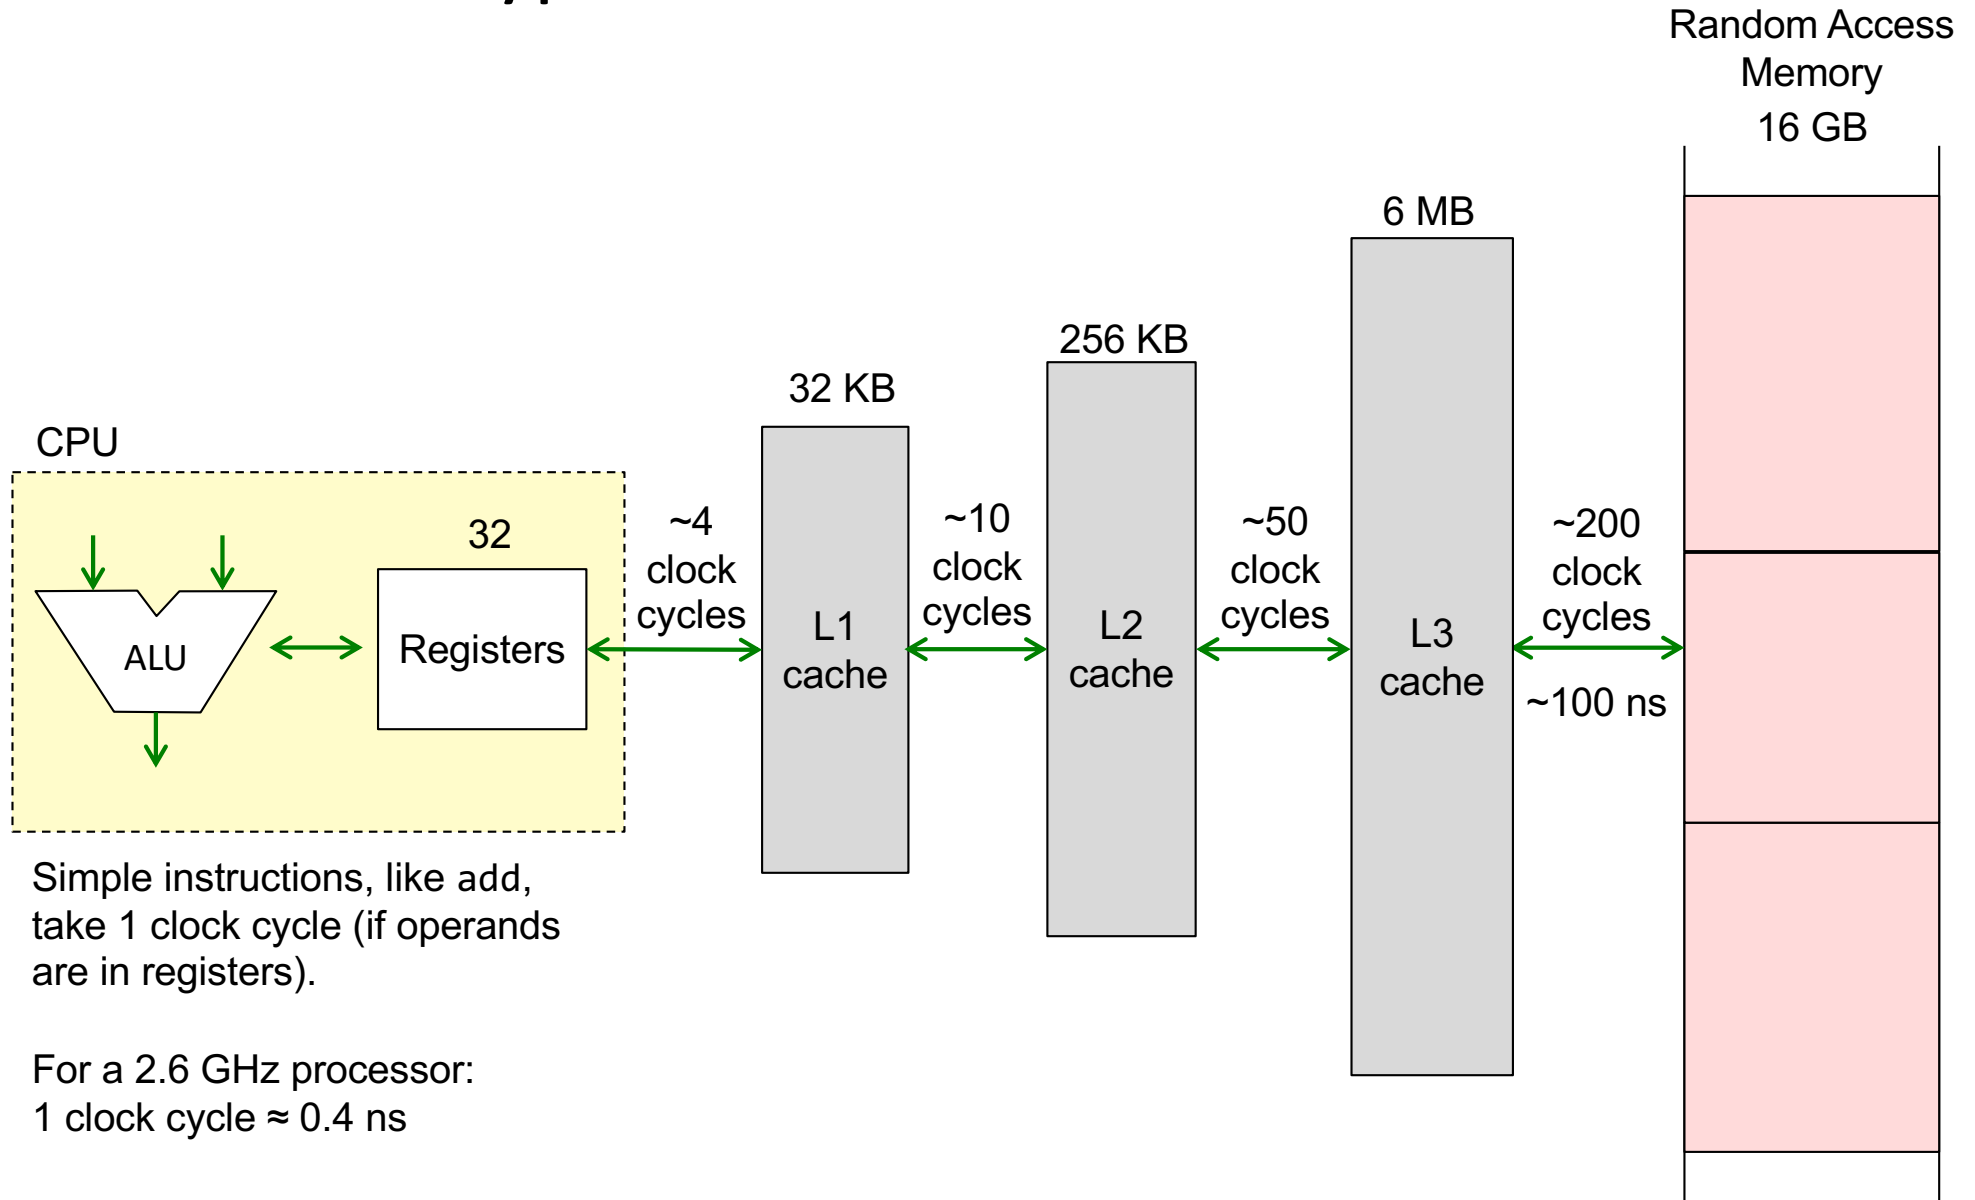 Random Access
Memory
16 GB
6 MB
256 KB
32 KB
CPU
32
ALU
Registers
~4
clock
cycles
L1
cache
~10
clock
cycles
L2
cache
~50
clock
cycles
L3
cache
~200
clock
cycles
~100 ns
Simple instructions, like add,
take 1 clock cycle (if operands
are in registers).
For a 2.6 GHz processor:
1 clock cycle ≈ 0.4 ns